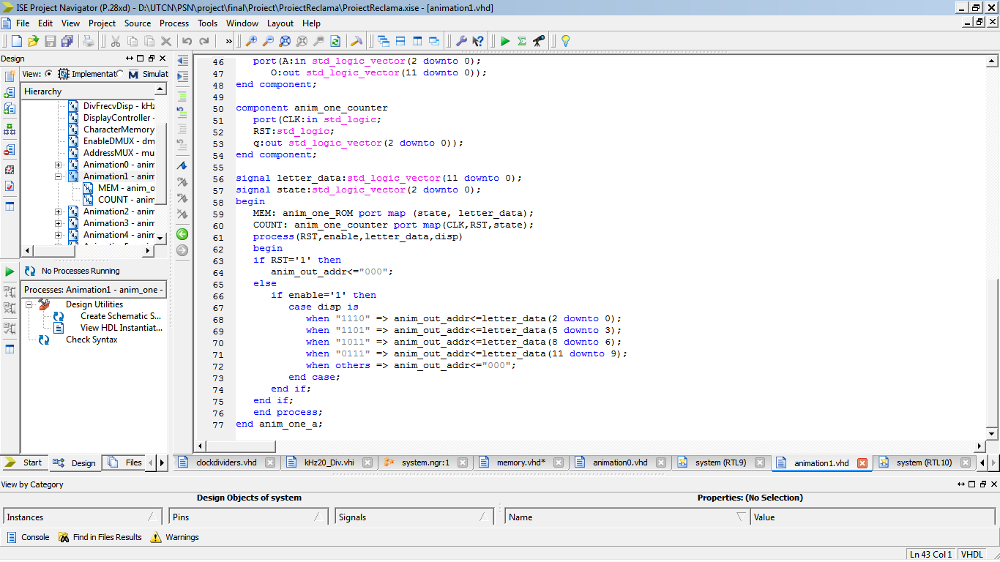 ISE Project Navigator (P.28xd) - D:\UTCN\PSN\project\final\Proiect\ProiectReclama\ProiectReclama.xise - [animation1.vhd]
File Edit View Project Source Process Tools Window Layout Help
Design
View: Implementat Simulat
Hierarchy
DivFrecvDisp - kHz
DisplayController -
CharacterMemory
EnableDMUX - dm
AddressMUX - mu
Animation0 - anim
Animation1 - anim
MEM - anim_o
COUNT - anim
Animation2 - anim
Animation3 - anim
Animation4 - anim
No Processes Running
Processes: Animation1 - anim_one -
Design Utilities
Create Schematic S...
View HDL Instantiat...
Check Syntax
Start Design Files
46 port(A:in std_logic_vector(2 downto 0);
47 O:out std_logic_vector(11 downto 0));
48 end component;
49
50 component anim_one_counter
51 port(CLK:in std_logic;
52 RST:std_logic;
53 q:out std_logic_vector(2 downto 0));
54 end component;
55
56 signal letter_data:std_logic_vector(11 downto 0);
57 signal state:std_logic_vector(2 downto 0);
58 begin
59 MEM: anim_one_ROM port map (state, letter_data);
60 COUNT: anim_one_counter port map(CLK,RST,state);
61 process(RST,enable,letter_data,disp)
62 begin
63 if RST='1' then
64 anim_out_addr<="000";
65 else
66 if enable='1' then
67 case disp is
68 when "1110" => anim_out_addr<=letter_data(2 downto 0);
69 when "1101" => anim_out_addr<=letter_data(5 downto 3);
70 when "1011" => anim_out_addr<=letter_data(8 downto 6);
71 when "0111" => anim_out_addr<=letter_data(11 downto 9);
72 when others => anim_out_addr<="000";
73 end case;
74 end if;
75 end if;
76 end process;
77 end anim_one_a;
clockdividers.vhd kHz20_Div.vhi system.ngr:1 memory.vhd* animation0.vhd system (RTL9) animation1.vhd system (RTL10)
View by Category
Design Objects of system Properties: (No Selection)
Instances Pins Signals Name Value
Console Find in Files Results Warnings
Ln 43 Col 1 VHDL